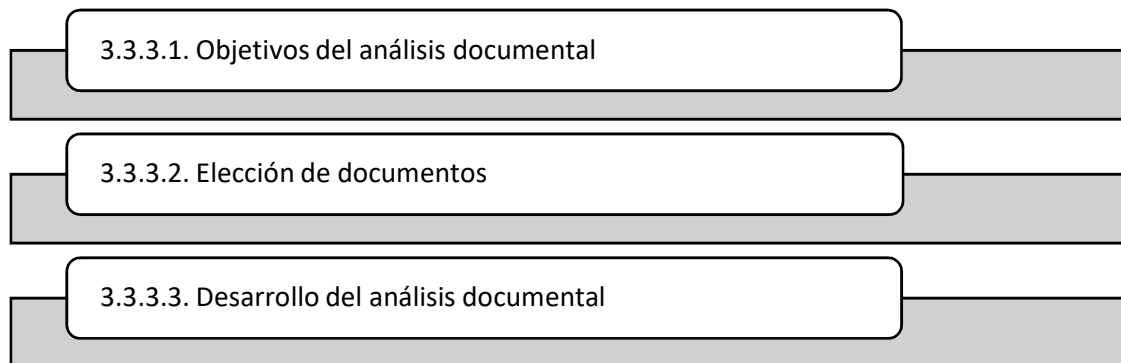 3.3.3.1. Objetivos del análisis documental
3.3.3.2. Elección de documentos
3.3.3.3. Desarrollo del análisis documental